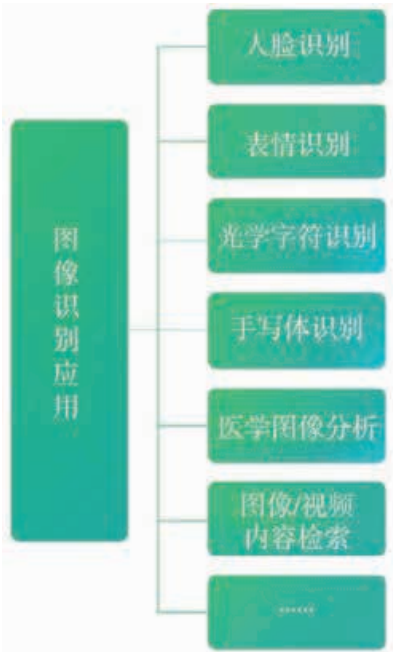 图像识别应用
人脸识别
表情识别
光学字符识别
手写体识别
医学图像分析
图像/视频
内容检索
……